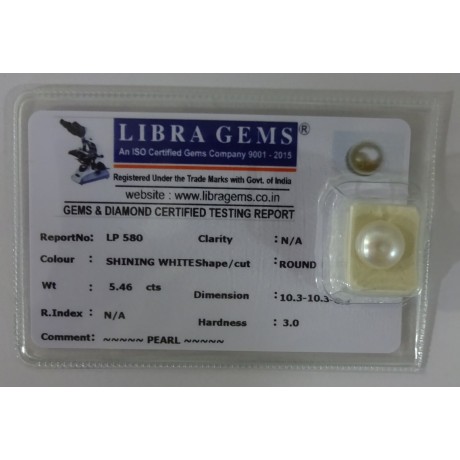 LIBRA GEMS®
An ISO Certified Gems Company 9001 - 2015
Registered Under the Trade Marks with Govt. of India
website : www.libragems.co.in
GEMS & DIAMOND CERTIFIED TESTING REPORT
ReportNo: LP 580 Clarity : N/A
Colour : SHINING WHITE Shape/cut : ROUND
Wt : 5.46 cts Dimension : 10.3-10.3-
R.Index : N/A Hardness : 3.0
Comment: ~~~~~ PEARL ~~~~~